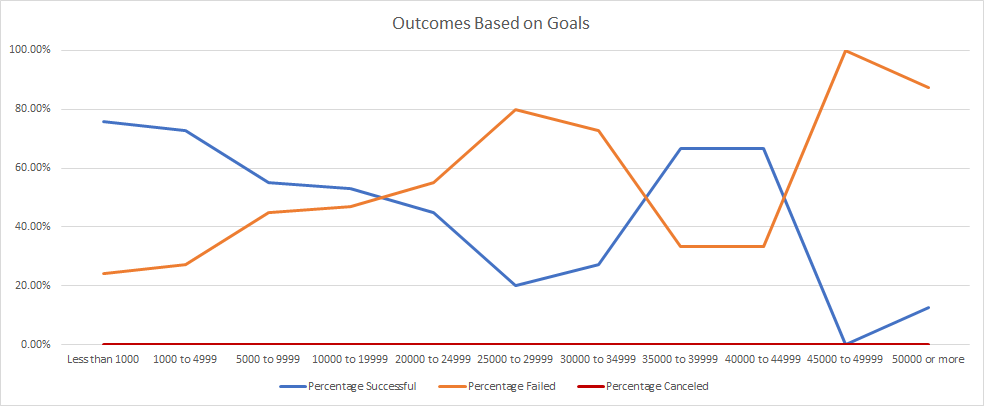 Outcomes Based on Goals
100.00%
80.00%
60.00%
40.00%
20.00%
0.00%
Less than 1000 1000 to 4999 5000 to 9999 10000 to 19999 20000 to 24999 25000 to 29999 30000 to 34999 35000 to 39999 40000 to 44999 45000 to 49999 50000 or more
Percentage Successful Percentage Failed Percentage Canceled